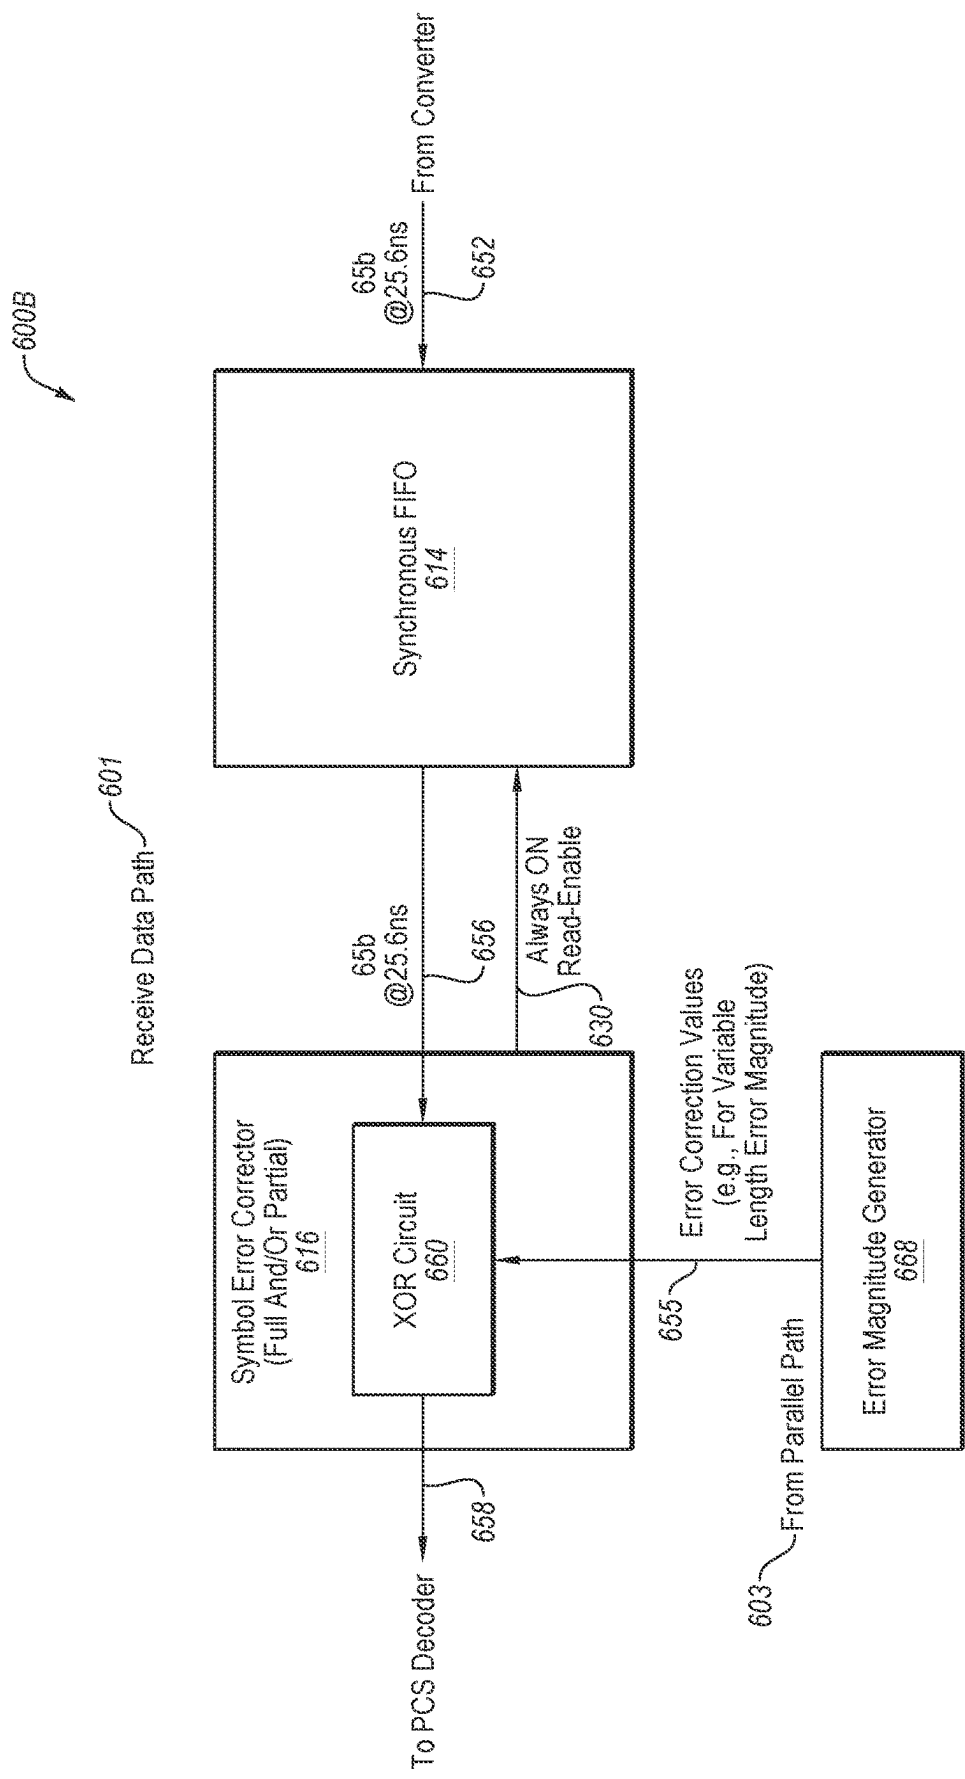 600B
Receive Data Path
601
To PCS Decoder
658
Symbol Error Corrector
(Full And/Or Partial)
616
XOR Circuit
660
65b
@25.6ns
656
Always ON
Read-Enable
630
Synchronous FIFO
614
65b
@25.6ns
652
From Converter
655
Error Correction Values
(e.g., For Variable
Length Error Magnitude)
603
From Parallel Path
Error Magnitude Generator
668